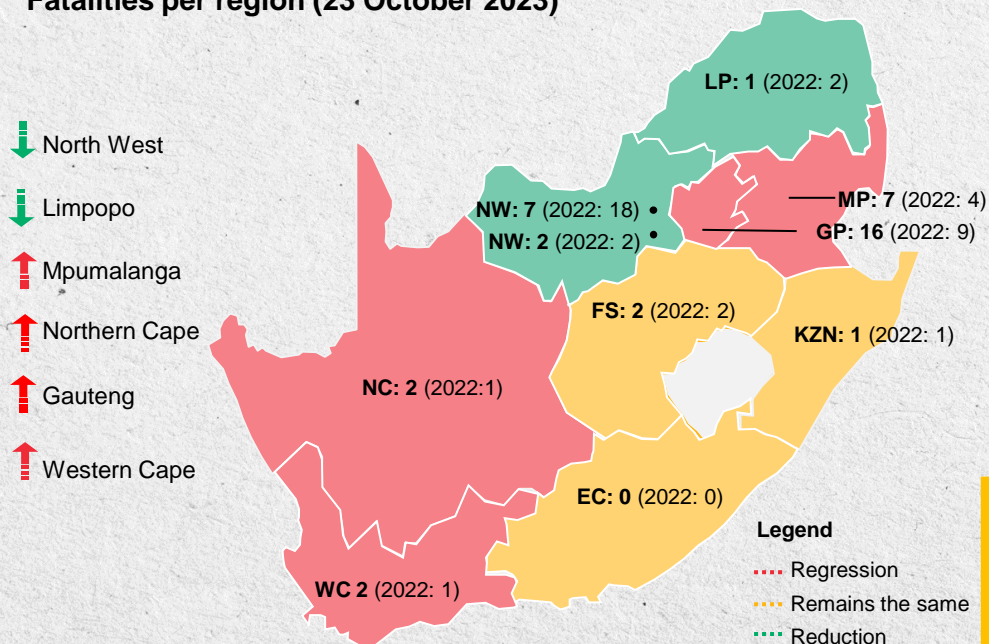 Fatalities per region (23 October 2023)
North West
Limpopo
Mpumalanga
Northern Cape
Gauteng
Western Cape
LP: 1 (2022: 2)
MP: 7 (2022: 4)
NW: 7 (2022: 18)
GP: 16 (2022: 9)
NW: 2 (2022: 2)
FS: 2 (2022: 2)
KZN: 1 (2022: 1)
NC: 2 (2022:1)
EC: 0 (2022: 0)
WC 2 (2022: 1)
Legend
Regression
Remains the same
Reduction